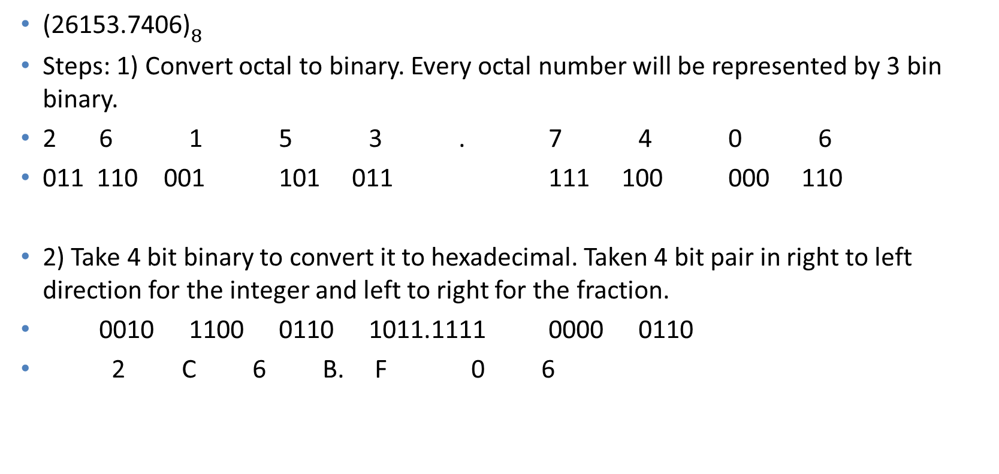 • (26153.7406)₈
• Steps: 1) Convert octal to binary. Every octal number will be represented by 3 bin
binary.
• 2 6 1 5 3 . 7 4 0 6
• 011 110 001 101 011 111 100 000 110
• 2) Take 4 bit binary to convert it to hexadecimal. Taken 4 bit pair in right to left
direction for the integer and left to right for the fraction.
• 0010 1100 0110 1011.1111 0000 0110
• 2 C 6 B. F 0 6